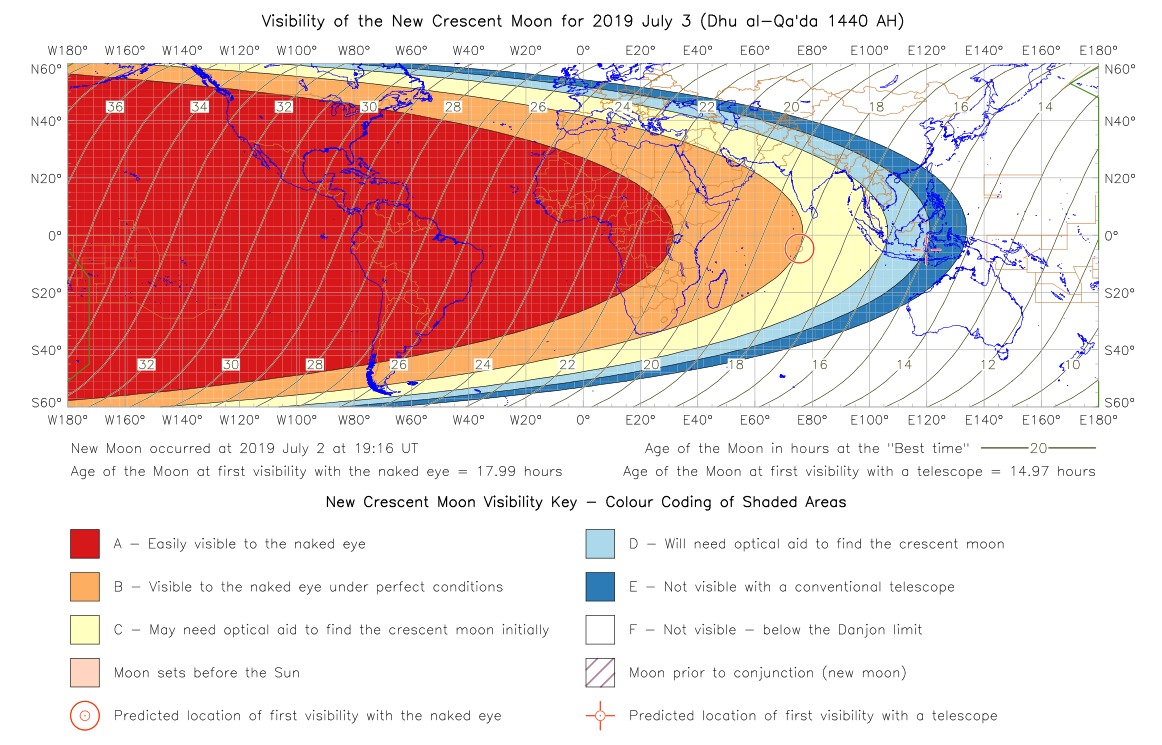 Visibility of the New Crescent Moon for 2019 July 3 (Dhu al-Qa'da 1440 AH)
W180° W160° W140° W120° W100° W80° W60° W40° W20° 0° E20° E40° E60° E80° E100° E120° E140° E160° E180°
N60° N60°
36 34 32 30 28 26 24 22 20 18 16 14
N40° N40°
N20° N20°
0° 0°
S20° S20°
S40° S40°
32 30 28 26 24 22 20 18 16 14 12 10
S60° S60°
W180° W160° W140° W120° W100° W80° W60° W40° W20° 0° E20° E40° E60° E80° E100° E120° E140° E160° E180°
New Moon occurred at 2019 July 2 at 19:16 UT
Age of the Moon in hours at the "Best time" 20
Age of the Moon at first visibility with the naked eye = 17.99 hours
Age of the Moon at first visibility with a telescope = 14.97 hours
New Crescent Moon Visibility Key – Colour Coding of Shaded Areas
A – Easily visible to the naked eye
D – Will need optical aid to find the crescent moon
B – Visible to the naked eye under perfect conditions
E – Not visible with a conventional telescope
C – May need optical aid to find the crescent moon initially
F – Not visible – below the Danjon limit
Moon sets before the Sun
Moon prior to conjunction (new moon)
Predicted location of first visibility with the naked eye
Predicted location of first visibility with a telescope